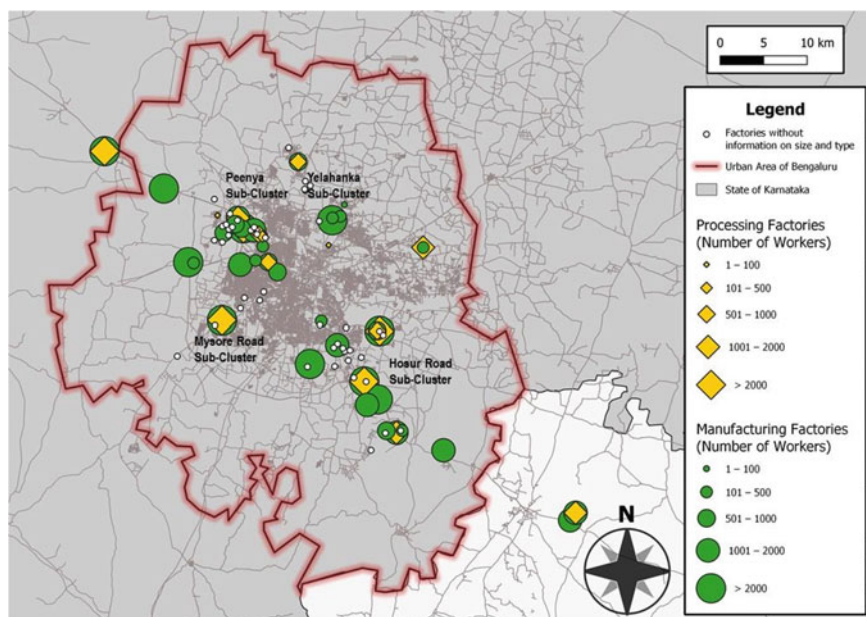 0 5 10 km
Legend
Factories without
information on size and type
Urban Area of Bengaluru
State of Karnataka
Processing Factories
(Number of Workers)
1 – 100
101 – 500
501 – 1000
1001 – 2000
> 2000
Manufacturing Factories
(Number of Workers)
1 – 100
101 – 500
501 – 1000
1001 – 2000
> 2000
Peenya
Sub-Cluster
Yelahanka
Sub-Cluster
Mysore Road
Sub-Cluster
Hosur Road
Sub-Cluster
N